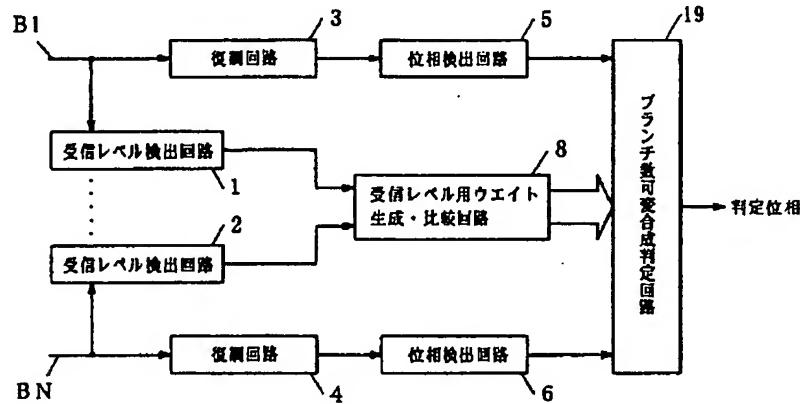 B1
3
5
19
復調回路
位相検出回路
受信レベル検出回路
1
8
受信レベル用ウエイト
生成・比較回路
ブランチ数可変合成判定回路
判定位相
2
受信レベル検出回路
復調回路
位相検出回路
BN
4
6